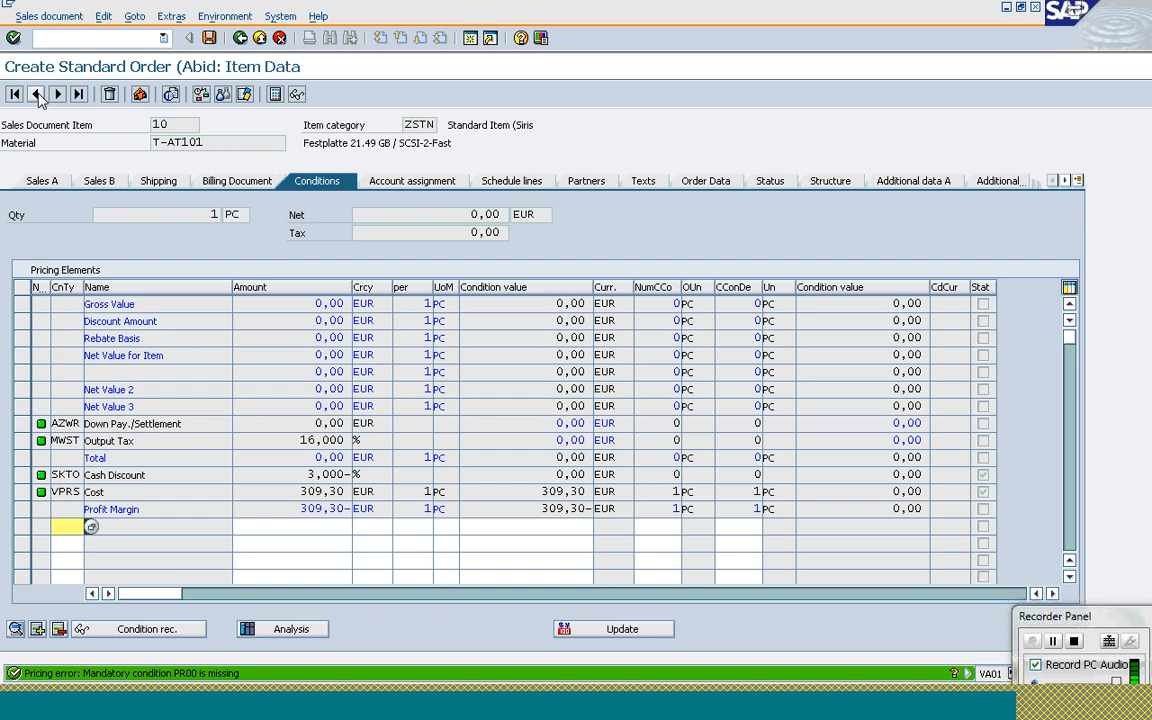 Sales document Edit Goto Extras Environment System Help
SAP
Create Standard Order (Abid: Item Data
Sales Document Item 10 Item category ZSTN Standard Item (Siris
Material T-AT101 Festplatte 21.49 GB / SCSI-2-Fast
Sales A Sales B Shipping Billing Document Conditions Account assignment Schedule lines Partners Texts Order Data Status Structure Additional data A Additional...
Qty 1 PC Net 0,00 EUR
Tax 0,00
Pricing Elements
N... CnTy Name Amount Crcy per UoM Condition value Curr. NumCCo OUn CConDe Un Condition value CdCur Stat
Gross Value 0,00 EUR 1 PC 0,00 EUR 0 PC 0 PC 0,00
Discount Amount 0,00 EUR 1 PC 0,00 EUR 0 PC 0 PC 0,00
Rebate Basis 0,00 EUR 1 PC 0,00 EUR 0 PC 0 PC 0,00
Net Value for Item 0,00 EUR 1 PC 0,00 EUR 0 PC 0 PC 0,00
0,00 EUR 1 PC 0,00 EUR 0 PC 0 PC 0,00
Net Value 2 0,00 EUR 1 PC 0,00 EUR 0 PC 0 PC 0,00
Net Value 3 0,00 EUR 1 PC 0,00 EUR 0 PC 0 PC 0,00
AZWR Down Pay./Settlement 0,00 EUR 0,00 EUR 0 0 0,00
MWST Output Tax 16,000 % 0,00 EUR 0 0 0,00
Total 0,00 EUR 1 PC 0,00 EUR 0 PC 0 PC 0,00
SKTO Cash Discount 3,000- % 0,00 EUR 0 0 0,00
VPRS Cost 309,30 EUR 1 PC 309,30 EUR 1 PC 1 PC 0,00
Profit Margin 309,30- EUR 1 PC 309,30- EUR 1 PC 1 PC 0,00
Condition rec. Analysis Update
Recorder Panel
Record PC Audio
Pricing error: Mandatory condition PR00 is missing VA01